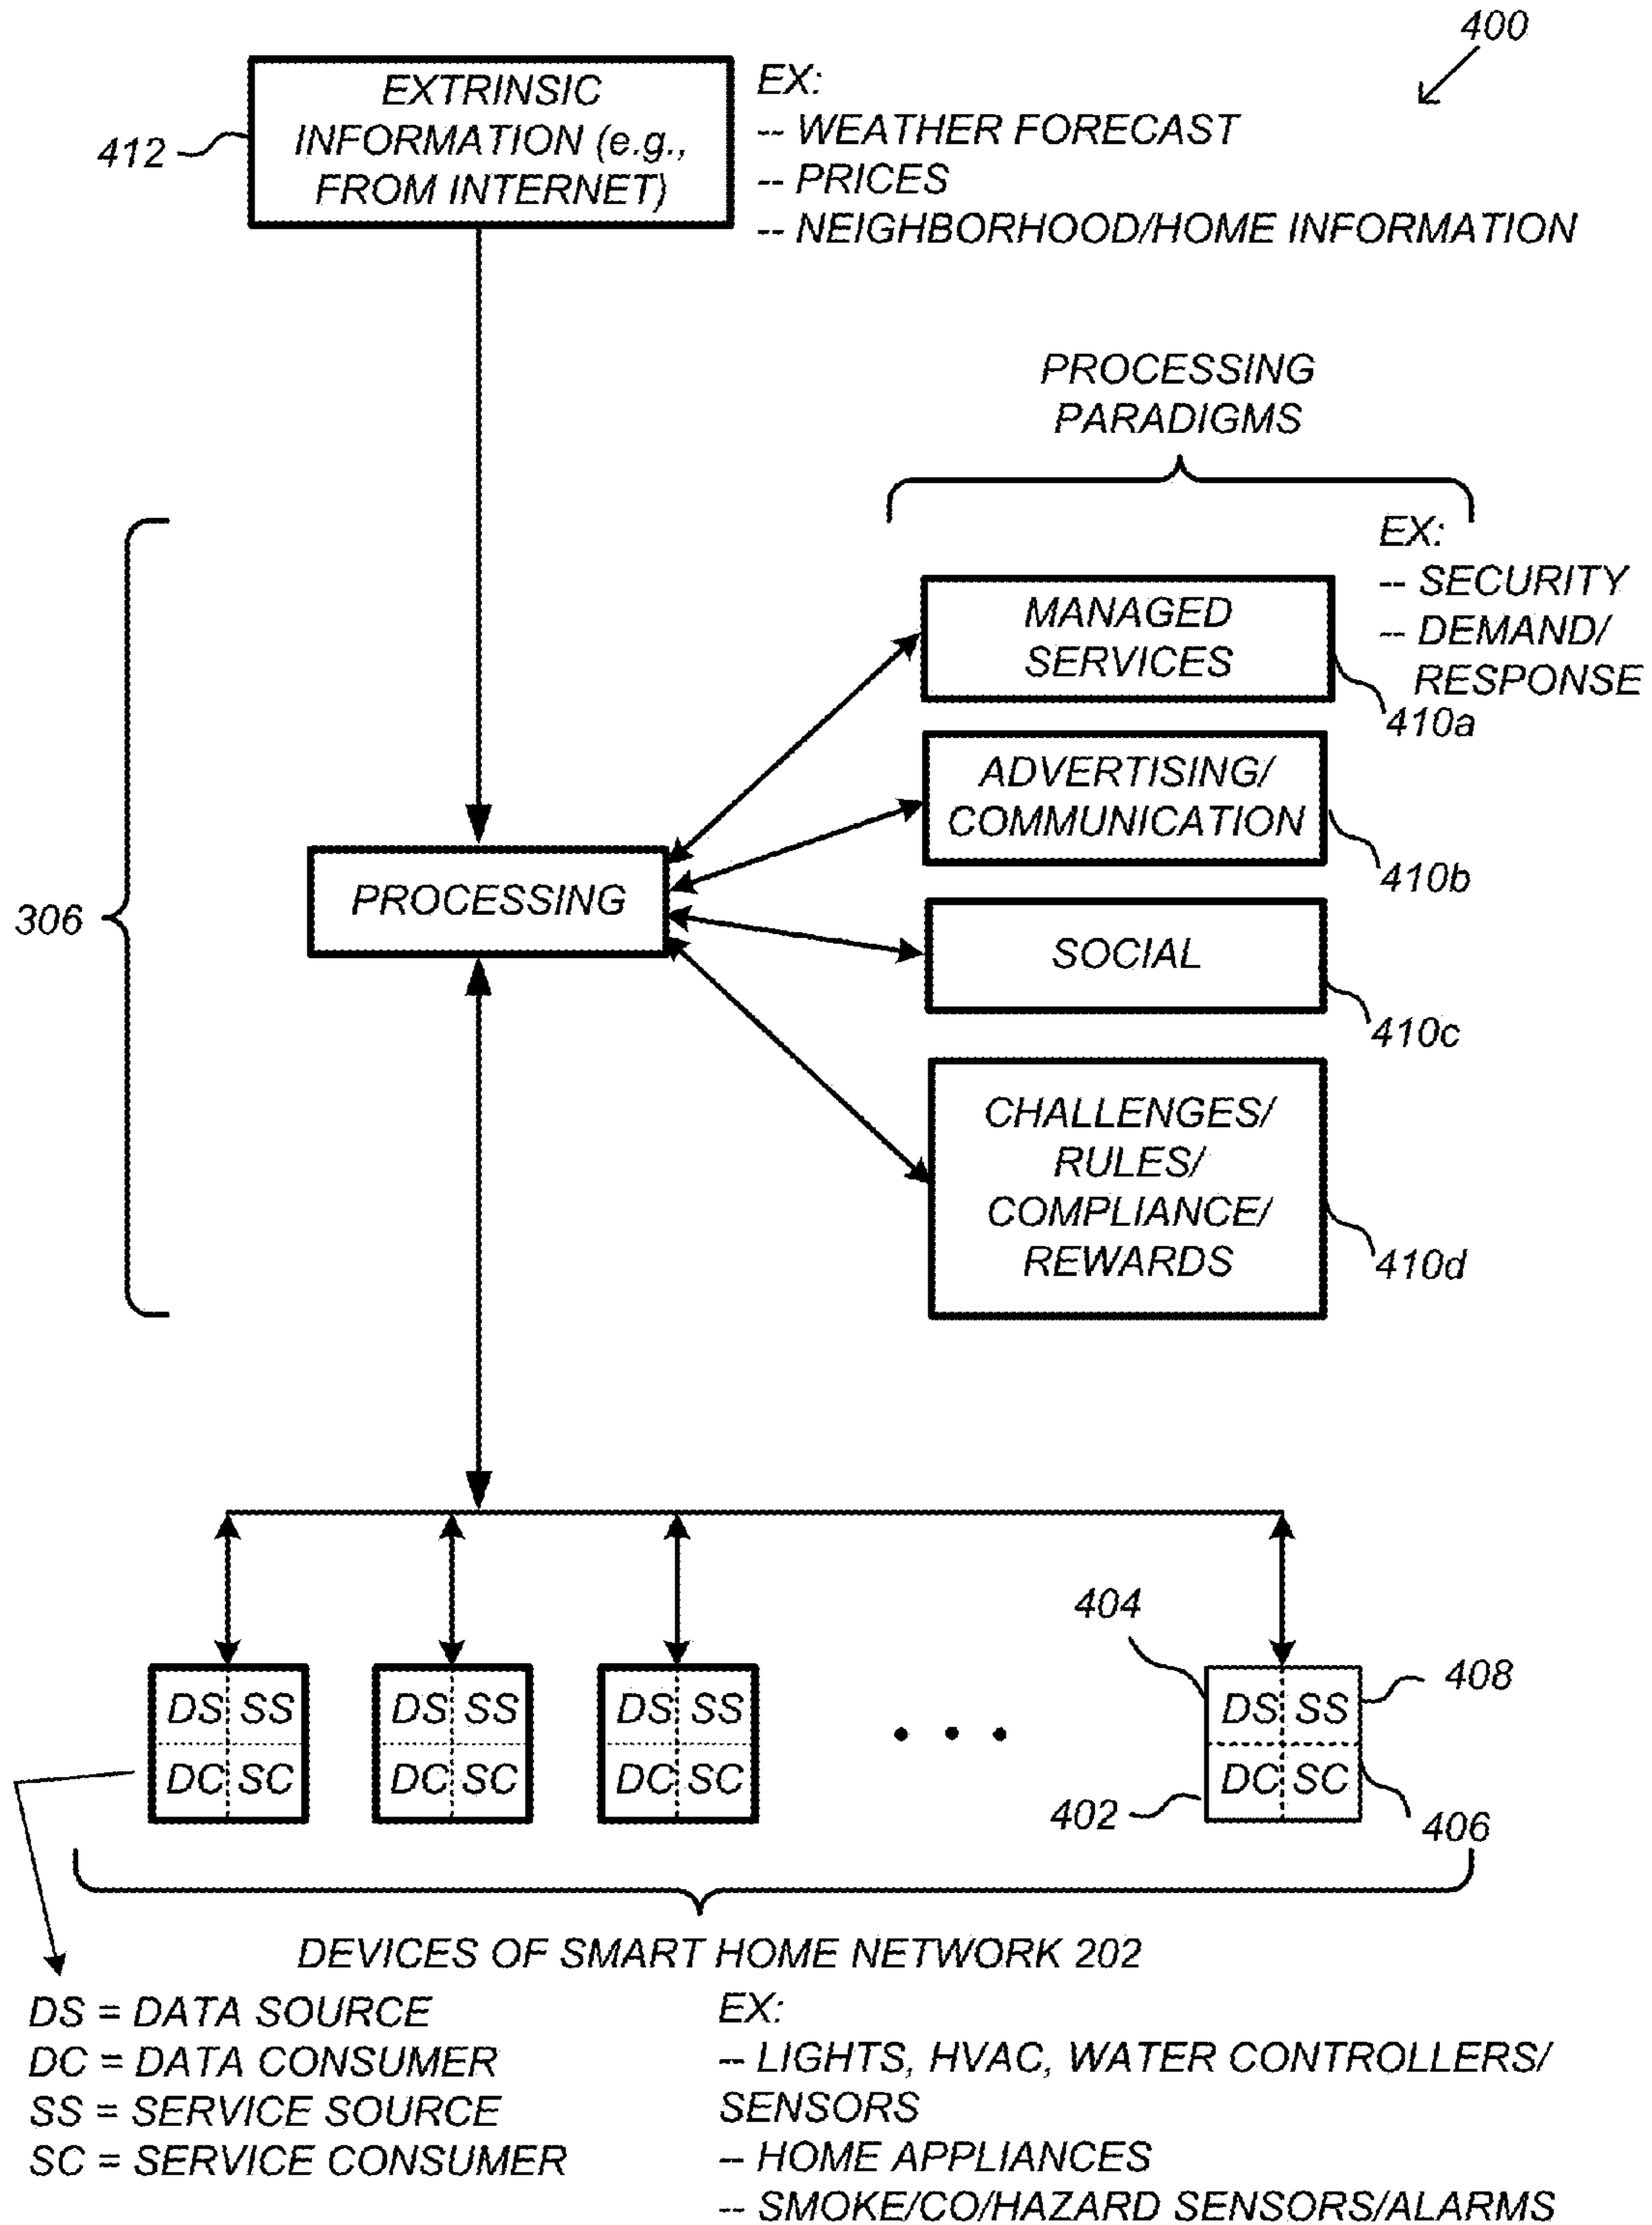 400
EXTRINSIC
INFORMATION (e.g.,
FROM INTERNET)
412
EX:
-- WEATHER FORECAST
-- PRICES
-- NEIGHBORHOOD/HOME INFORMATION
PROCESSING
PARADIGMS
EX:
-- SECURITY
-- DEMAND/
RESPONSE
MANAGED
SERVICES
410a
ADVERTISING/
COMMUNICATION
410b
306
PROCESSING
SOCIAL
410c
CHALLENGES/
RULES/
COMPLIANCE/
REWARDS
410d
404
408
DS SS
DC SC
DS SS
DC SC
DS SS
DC SC
. . .
DS SS
DC SC
402
406
DEVICES OF SMART HOME NETWORK 202
DS = DATA SOURCE
DC = DATA CONSUMER
SS = SERVICE SOURCE
SC = SERVICE CONSUMER
EX:
-- LIGHTS, HVAC, WATER CONTROLLERS/
SENSORS
-- HOME APPLIANCES
-- SMOKE/CO/HAZARD SENSORS/ALARMS